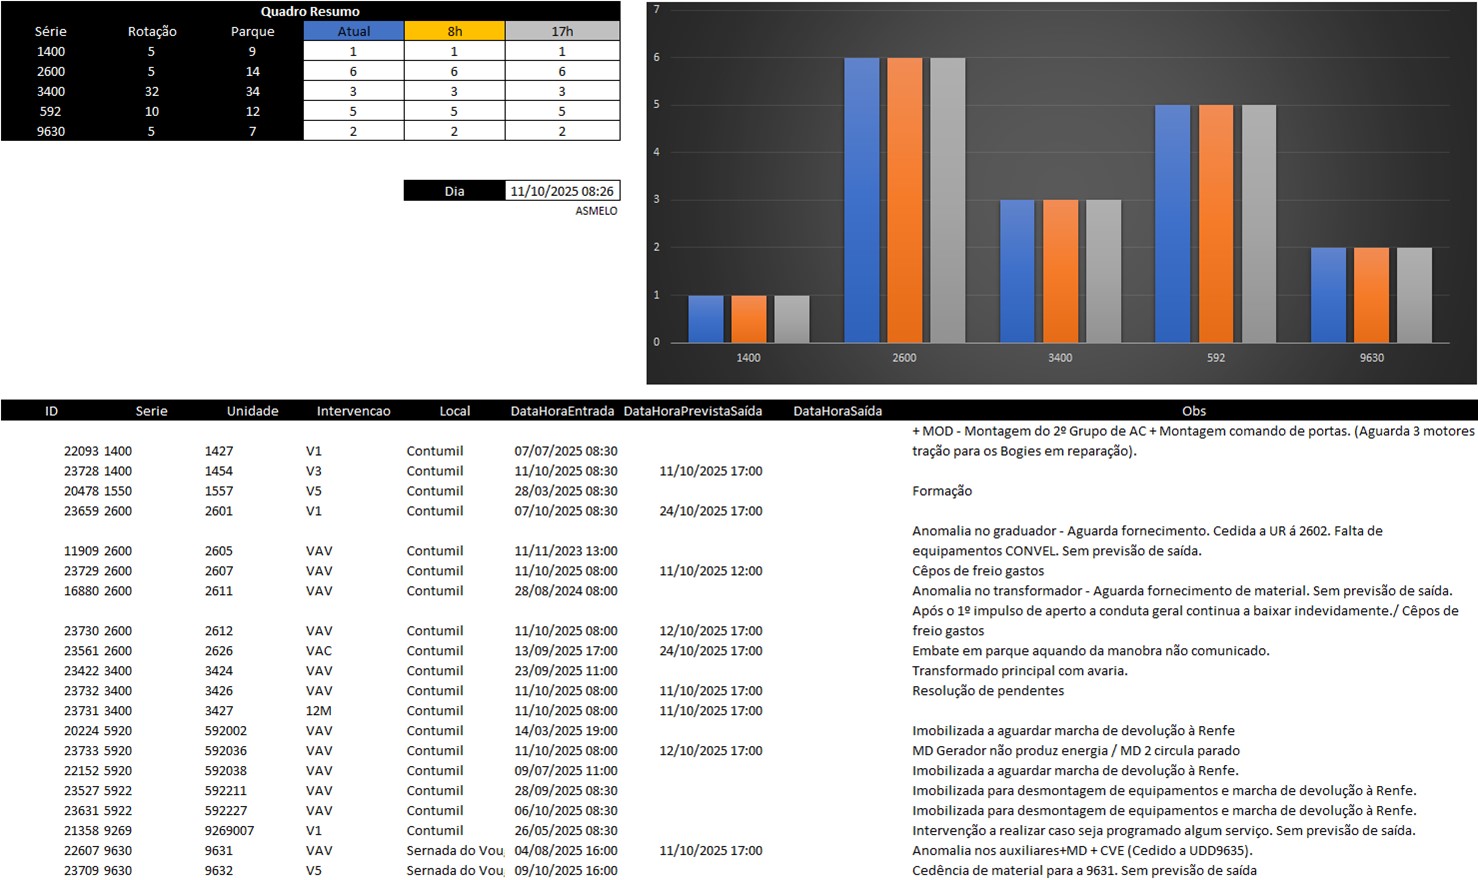 Quadro Resumo
Série Rotação Parque Atual 8h 17h
1400 5 9 1 1 1
2600 5 14 6 6 6
3400 32 34 3 3 3
592 10 12 5 5 5
9630 5 7 2 2 2
Dia 11/10/2025 08:26
ASMELO
7
6
5
4
3
2
1
0
1400 2600 3400 592 9630
ID Serie Unidade Intervencao Local DataHoraEntrada DataHoraPrevistaSaída DataHoraSaída Obs
+ MOD - Montagem do 2º Grupo de AC + Montagem comando de portas. (Aguarda 3 motores
22093 1400 1427 V1 Contumil 07/07/2025 08:30 tração para os Bogies em reparação).
23728 1400 1454 V3 Contumil 11/10/2025 08:30 11/10/2025 17:00
20478 1550 1557 V5 Contumil 28/03/2025 08:30 Formação
23659 2600 2601 V1 Contumil 07/10/2025 08:30 24/10/2025 17:00
Anomalia no graduador - Aguarda fornecimento. Cedida a UR á 2602. Falta de
11909 2600 2605 VAV Contumil 11/11/2023 13:00 equipamentos CONVEL. Sem previsão de saída.
23729 2600 2607 VAV Contumil 11/10/2025 08:00 11/10/2025 12:00 Cêpos de freio gastos
16880 2600 2611 VAV Contumil 28/08/2024 08:00 Anomalia no transformador - Aguarda fornecimento de material. Sem previsão de saída.
Após o 1º impulso de aperto a conduta geral continua a baixar indevidamente./ Cêpos de
23730 2600 2612 VAV Contumil 11/10/2025 08:00 12/10/2025 17:00 freio gastos
23561 2600 2626 VAC Contumil 13/09/2025 17:00 24/10/2025 17:00 Embate em parque aquando da manobra não comunicado.
23422 3400 3424 VAV Contumil 23/09/2025 11:00 Transformado principal com avaria.
23732 3400 3426 VAV Contumil 11/10/2025 08:00 11/10/2025 17:00 Resolução de pendentes
23731 3400 3427 12M Contumil 11/10/2025 08:00 11/10/2025 17:00
20224 5920 592002 VAV Contumil 14/03/2025 19:00 Imobilizada a aguardar marcha de devolução à Renfe
23733 5920 592036 VAV Contumil 11/10/2025 08:00 12/10/2025 17:00 MD Gerador não produz energia / MD 2 circula parado
22152 5920 592038 VAV Contumil 09/07/2025 11:00 Imobilizada a aguardar marcha de devolução à Renfe.
23527 5922 592211 VAV Contumil 28/09/2025 08:30 Imobilizada para desmontagem de equipamentos e marcha de devolução à Renfe.
23631 5922 592227 VAV Contumil 06/10/2025 08:30 Imobilizada para desmontagem de equipamentos e marcha de devolução à Renfe.
21358 9269 9269007 V1 Contumil 26/05/2025 08:30 Intervenção a realizar caso seja programado algum serviço. Sem previsão de saída.
22607 9630 9631 VAV Sernada do Vou 04/08/2025 16:00 11/10/2025 17:00 Anomalia nos auxiliares+MD + CVE (Cedido a UDD9635).
23709 9630 9632 V5 Sernada do Vou 09/10/2025 16:00 Cedência de material para a 9631. Sem previsão de saída